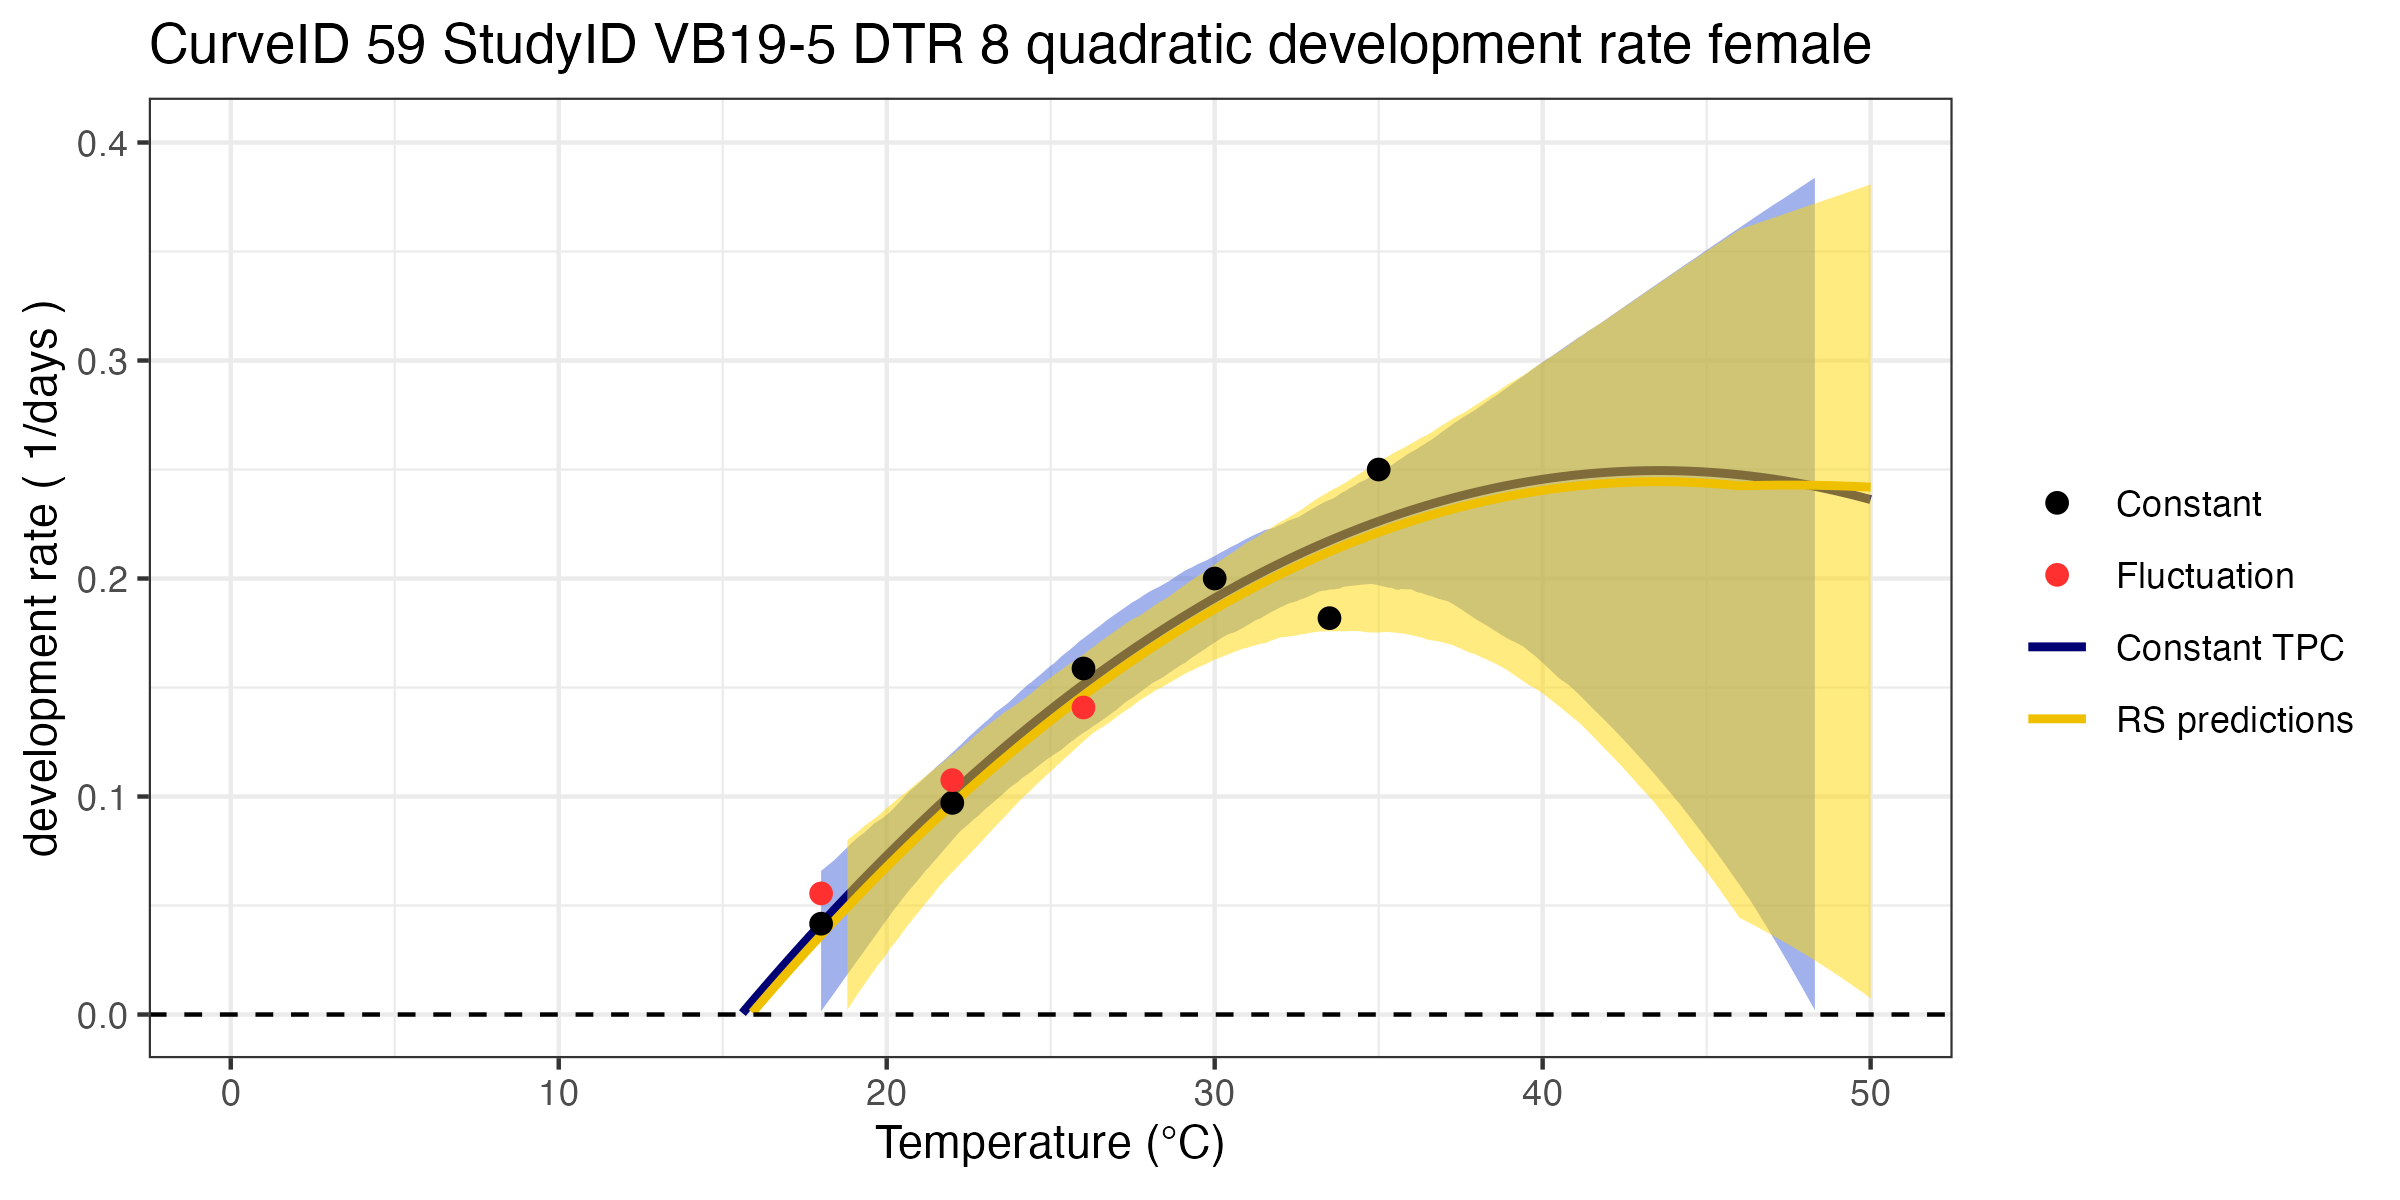 CurveID 59 StudyID VB19-5 DTR 8 quadratic development rate female
development rate ( 1/days )
0.4
0.3
0.2
0.1
0.0
0 10 20 30 40 50
Temperature (°C)
Constant
Fluctuation
Constant TPC
RS predictions